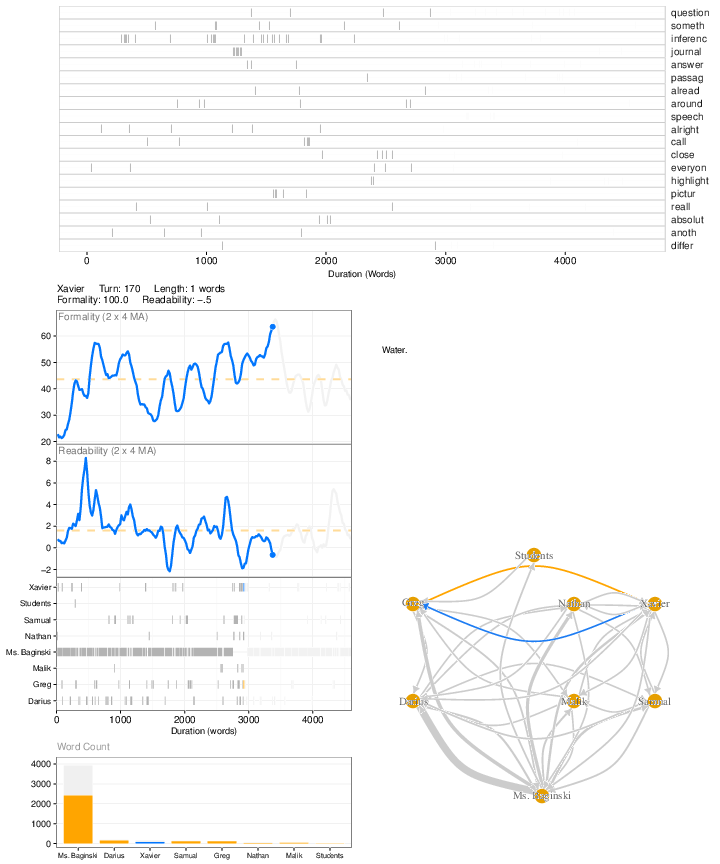 question
someth
inferenc
journal
answer
passag
alread
around
speech
alright
call
close
everyon
highlight
pictur
reall
absolut
anoth
differ
0 1000 2000 3000 4000
Duration (Words)
Xavier Turn: 170 Length: 1 words
Formality: 100.0 Readability: −.5
Formality (2 x 4 MA)
60
50
40
30
20
Water.
Readability (2 x 4 MA)
8
6
4
2
0
−2
Xavier
Students
Samual
Nathan
Ms. Baginski
Malik
Greg
Darius
0 1000 2000 3000 4000
Duration (words)
Students
Greg Nathan Xavier
Darius Malik Samual
Ms. Baginski
Word Count
4000
3000
2000
1000
0
Ms. Baginski Darius Xavier Samual Greg Nathan Malik Students